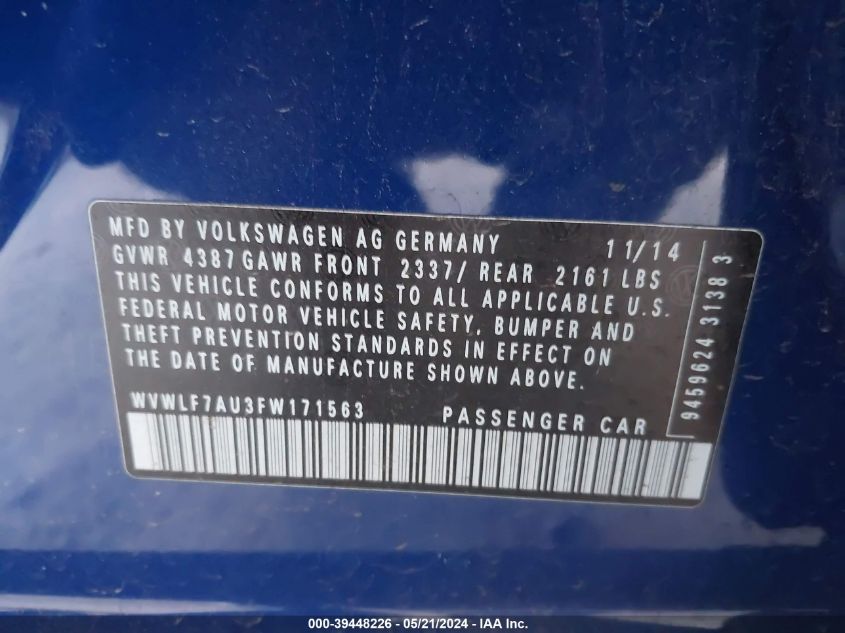 MFD BY VOLKSWAGEN AG GERMANY 11/14
GVWR 4387 GAWR FRONT 2337/ REAR 2161 LBS
THIS VEHICLE CONFORMS TO ALL APPLICABLE U.S.
FEDERAL MOTOR VEHICLE SAFETY, BUMPER AND
THEFT PREVENTION STANDARDS IN EFFECT ON
THE DATE OF MANUFACTURE SHOWN ABOVE.
WVWLF7AU3FW171563 PASSENGER CAR
9459624 3138 3
000-39448226 - 05/21/2024 - IAA Inc.